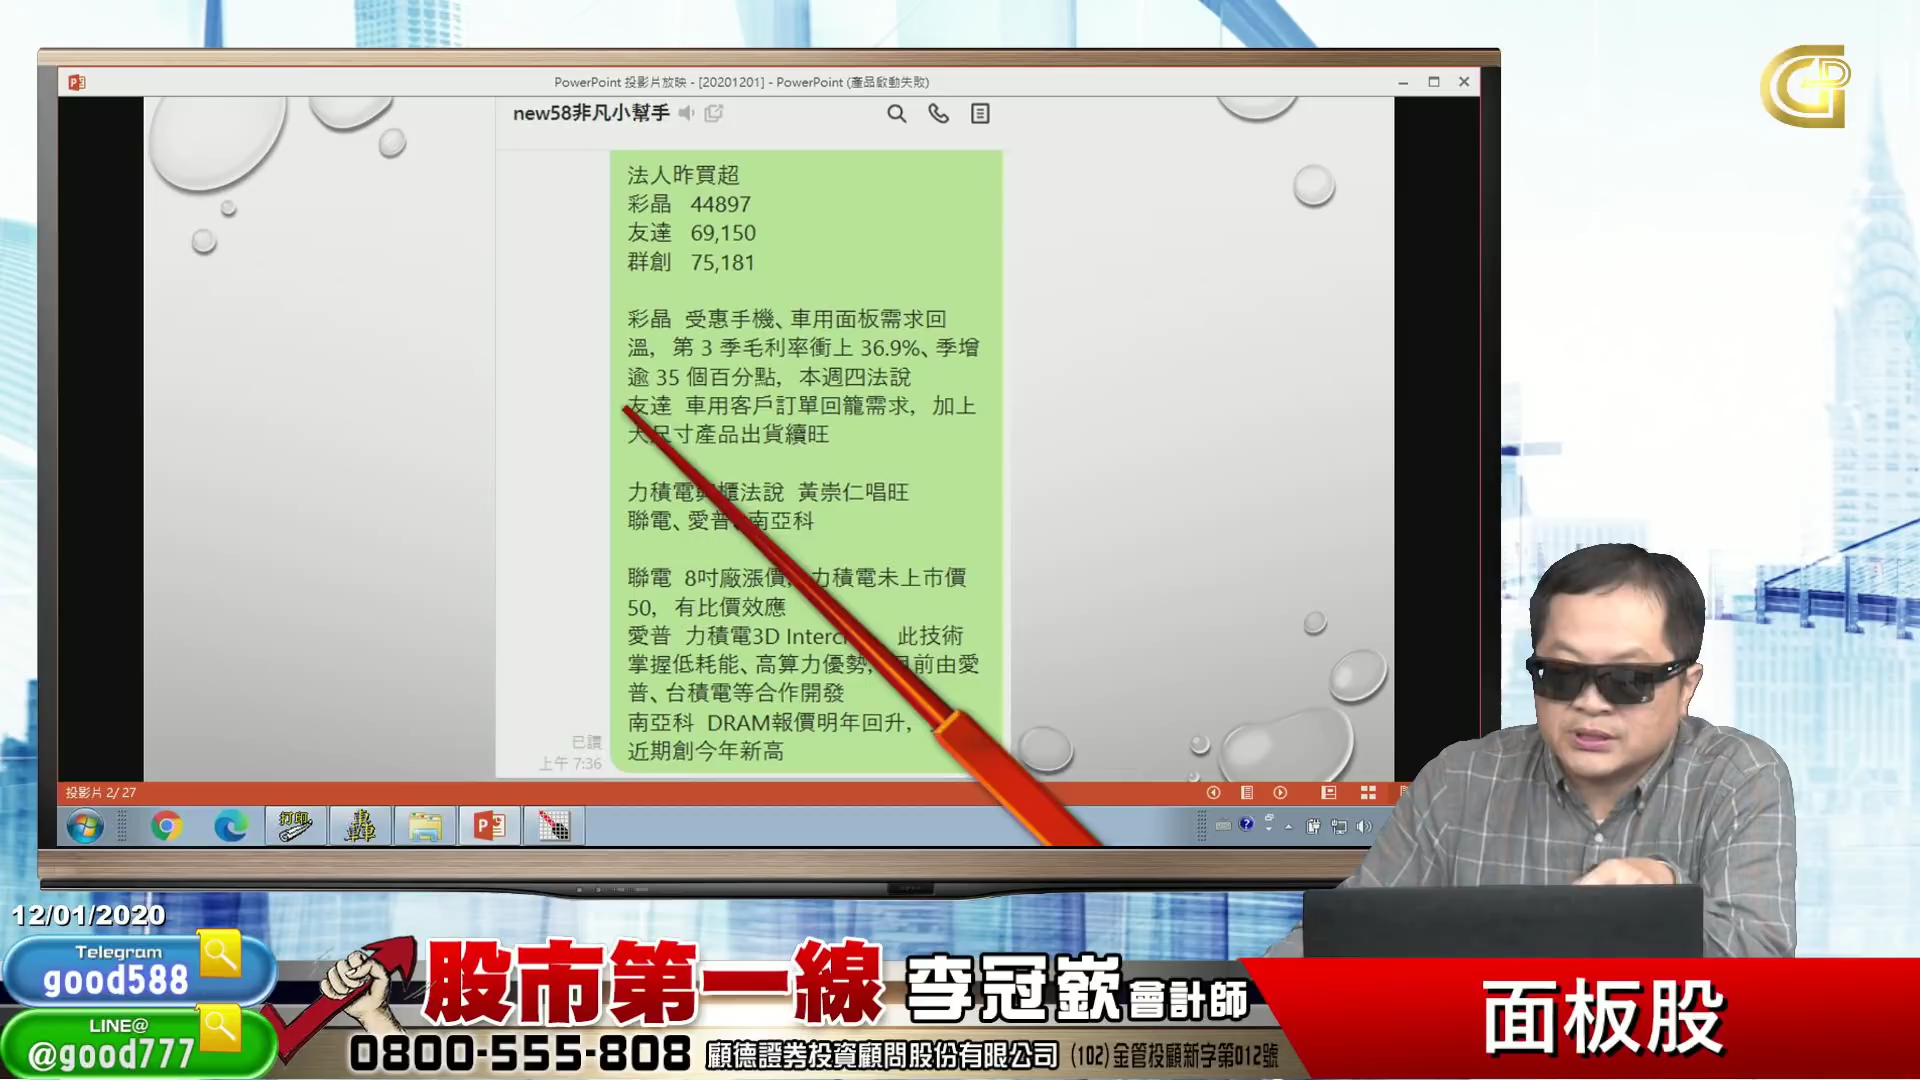 PowerPoint 投影片放映 - [20201201] - PowerPoint (產品啟動失敗)
new58非凡小幫手
法人昨買超
彩晶 44897
友達 69,150
群創 75,181
彩晶 受惠手機、車用面板需求回
溫，第 3 季毛利率衝上 36.9%、季增
逾 35 個百分點，本週四法說
友達 車用客戶訂單回籠需求，加上
大尺寸產品出貨續旺
力積電興櫃法說 黃崇仁唱旺
聯電、愛普、南亞科
聯電 8吋廠漲價，力積電未上市價
50，有比價效應
愛普 力積電3D 此技術
掌握低耗能、高算力優勢，目前由愛
普、台積電等合作開發
南亞科 DRAM報價明年回升，
近期創今年新高
已讀
上午 7:36
投影片 2/ 27
打印
12/01/2020
Telegram
good588
LINE@
@good777
股市第一線 李冠嶔 會計師
0800-555-808 顧德證券投資顧問股份有限公司 (102)金管投顧新字第012號
面板股